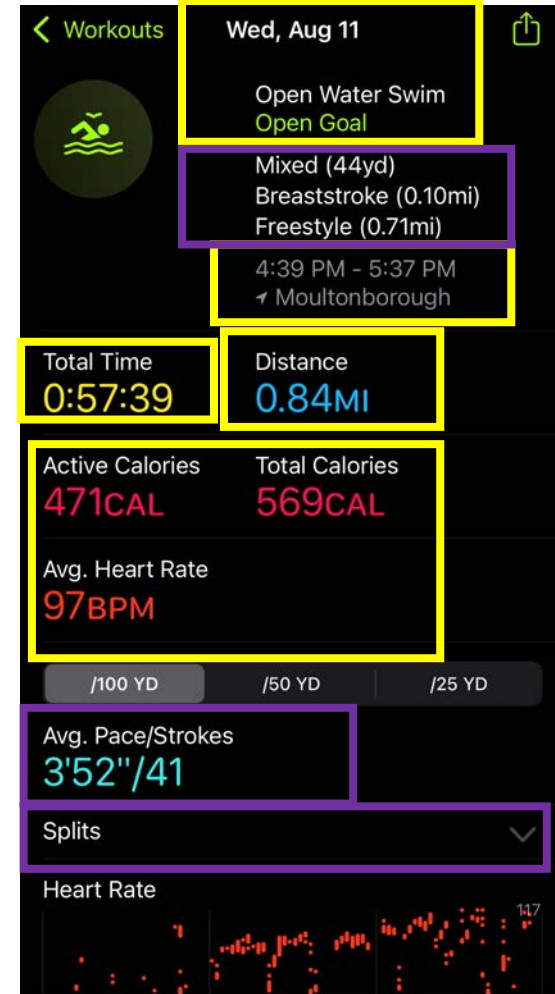 Workouts Wed, Aug 11
Open Water Swim
Open Goal
Mixed (44yd)
Breaststroke (0.10mi)
Freestyle (0.71mi)
4:39 PM - 5:37 PM
Moultonborough
Total Time Distance
0:57:39 0.84MI
Active Calories Total Calories
471CAL 569CAL
Avg. Heart Rate
97BPM
/100 YD /50 YD /25 YD
Avg. Pace/Strokes
3'52"/41
Splits
Heart Rate
117